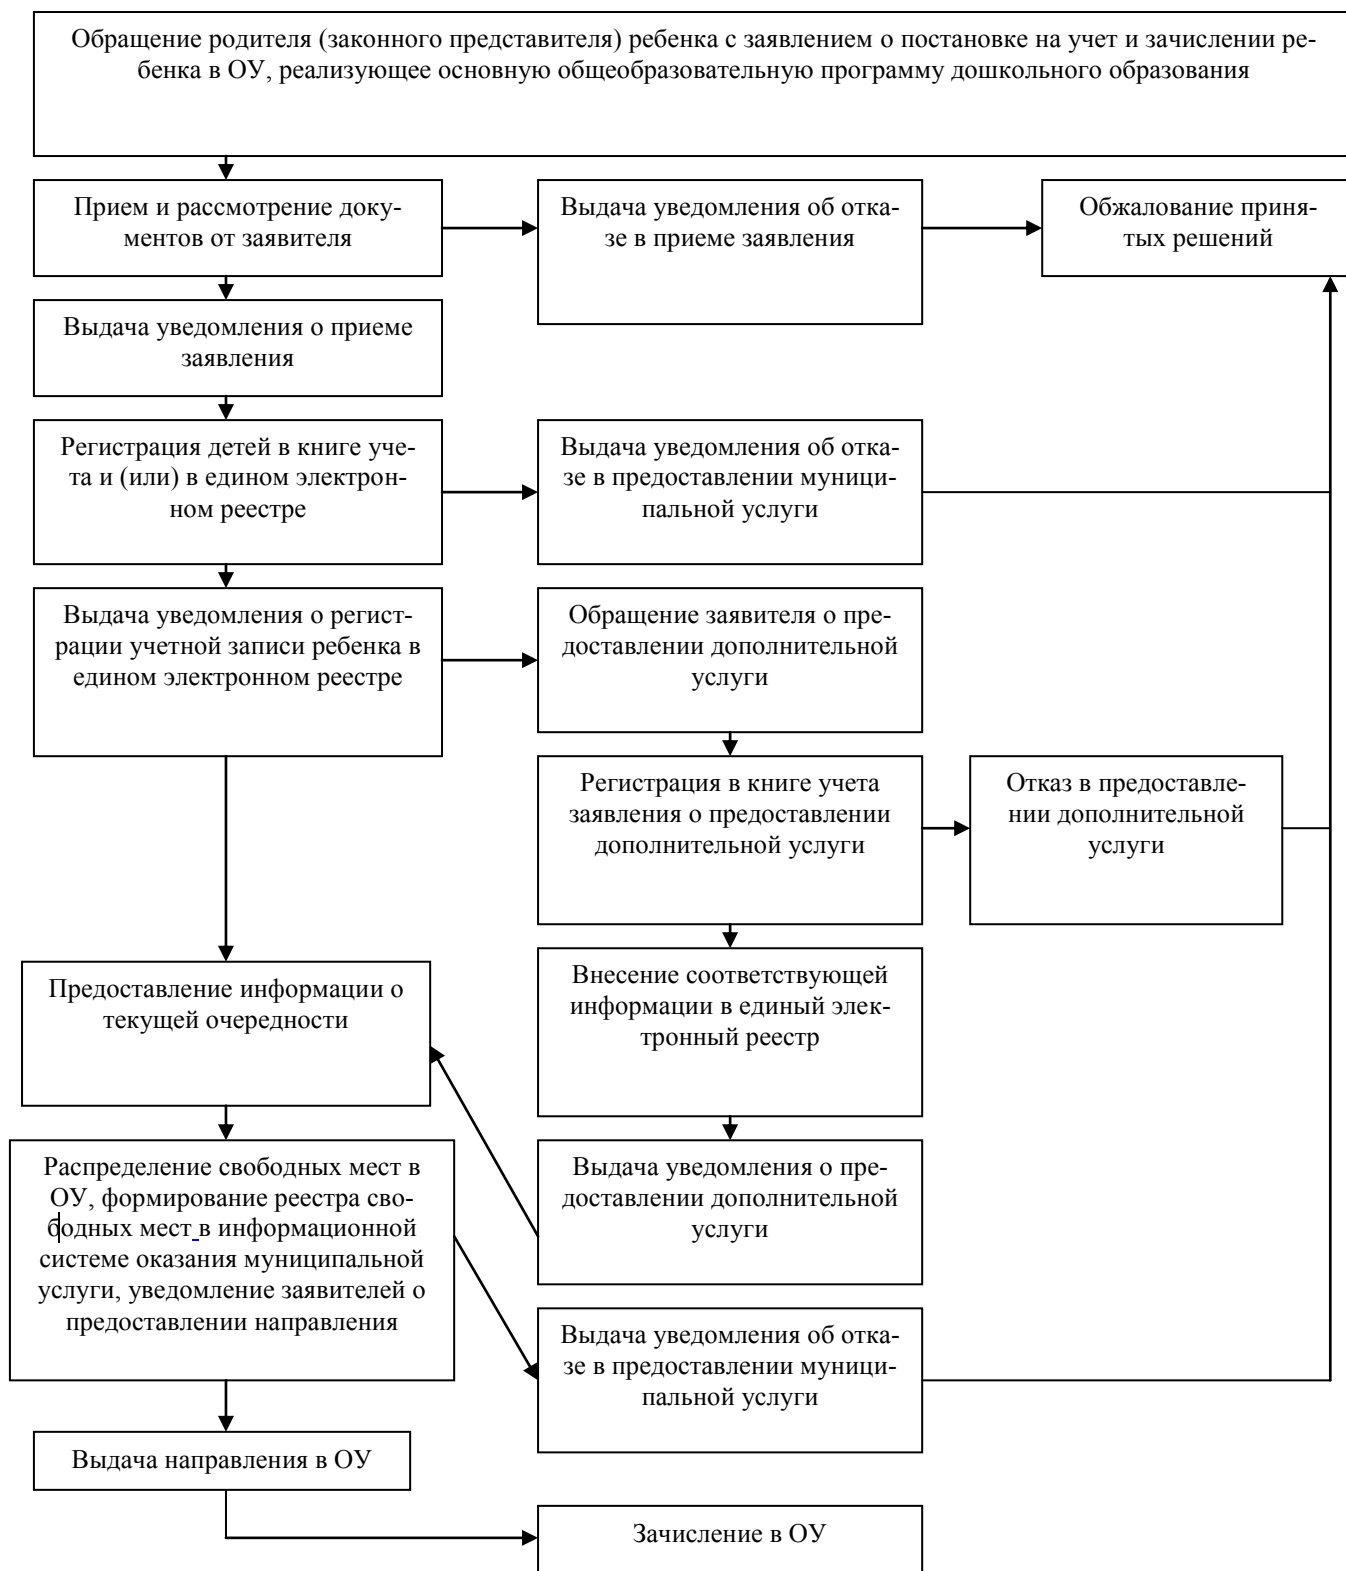 Обращение родителя (законного представителя) ребенка с заявлением о постановке на учет и зачислении ре-
бенка в ОУ, реализующее основную общеобразовательную программу дошкольного образования
Прием и рассмотрение доку-
ментов от заявителя
Выдача уведомления об отка-
зе в приеме заявления
Обжалование приня-
тых решений
Выдача уведомления о приеме
заявления
Регистрация детей в книге уче-
та и (или) в едином электрон-
ном реестре
Выдача уведомления об отка-
зе в предоставлении муници-
пальной услуги
Выдача уведомления о регист-
рации учетной записи ребенка в
едином электронном реестре
Обращение заявителя о пре-
доставлении дополнительной
услуги
Регистрация в книге учета
заявления о предоставлении
дополнительной услуги
Отказ в предоставле-
нии дополнительной
услуги
Предоставление информации о
текущей очередности
Внесение соответствующей
информации в единый элек-
тронный реестр
Распределение свободных мест в
ОУ, формирование реестра сво-
бодных мест в информационной
системе оказания муниципальной
услуги, уведомление заявителей о
предоставлении направления
Выдача уведомления о пре-
доставлении дополнительной
услуги
Выдача уведомления об отка-
зе в предоставлении муници-
пальной услуги
Выдача направления в ОУ
Зачисление в ОУ